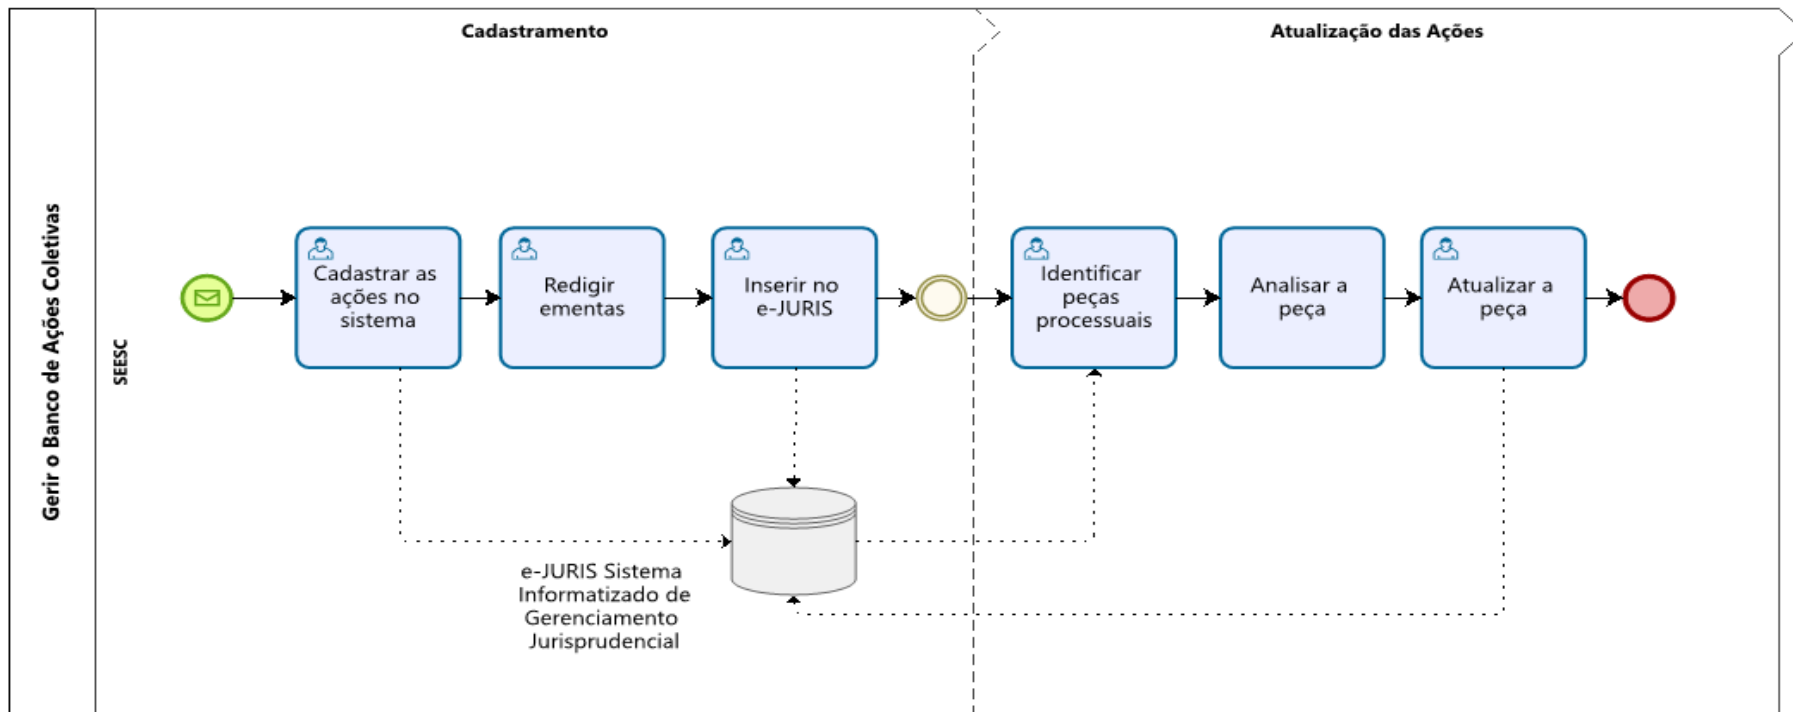 Gerir o Banco de Ações Coletivas
SEESC
Cadastramento
Atualização das Ações
Cadastrar as
ações no
sistema
Redigir
ementas
Inserir no
e-JURIS
Identificar
peças
processuais
Analisar a
peça
Atualizar a
peça
e-JURIS Sistema
Informatizado de
Gerenciamento
Jurisprudencial